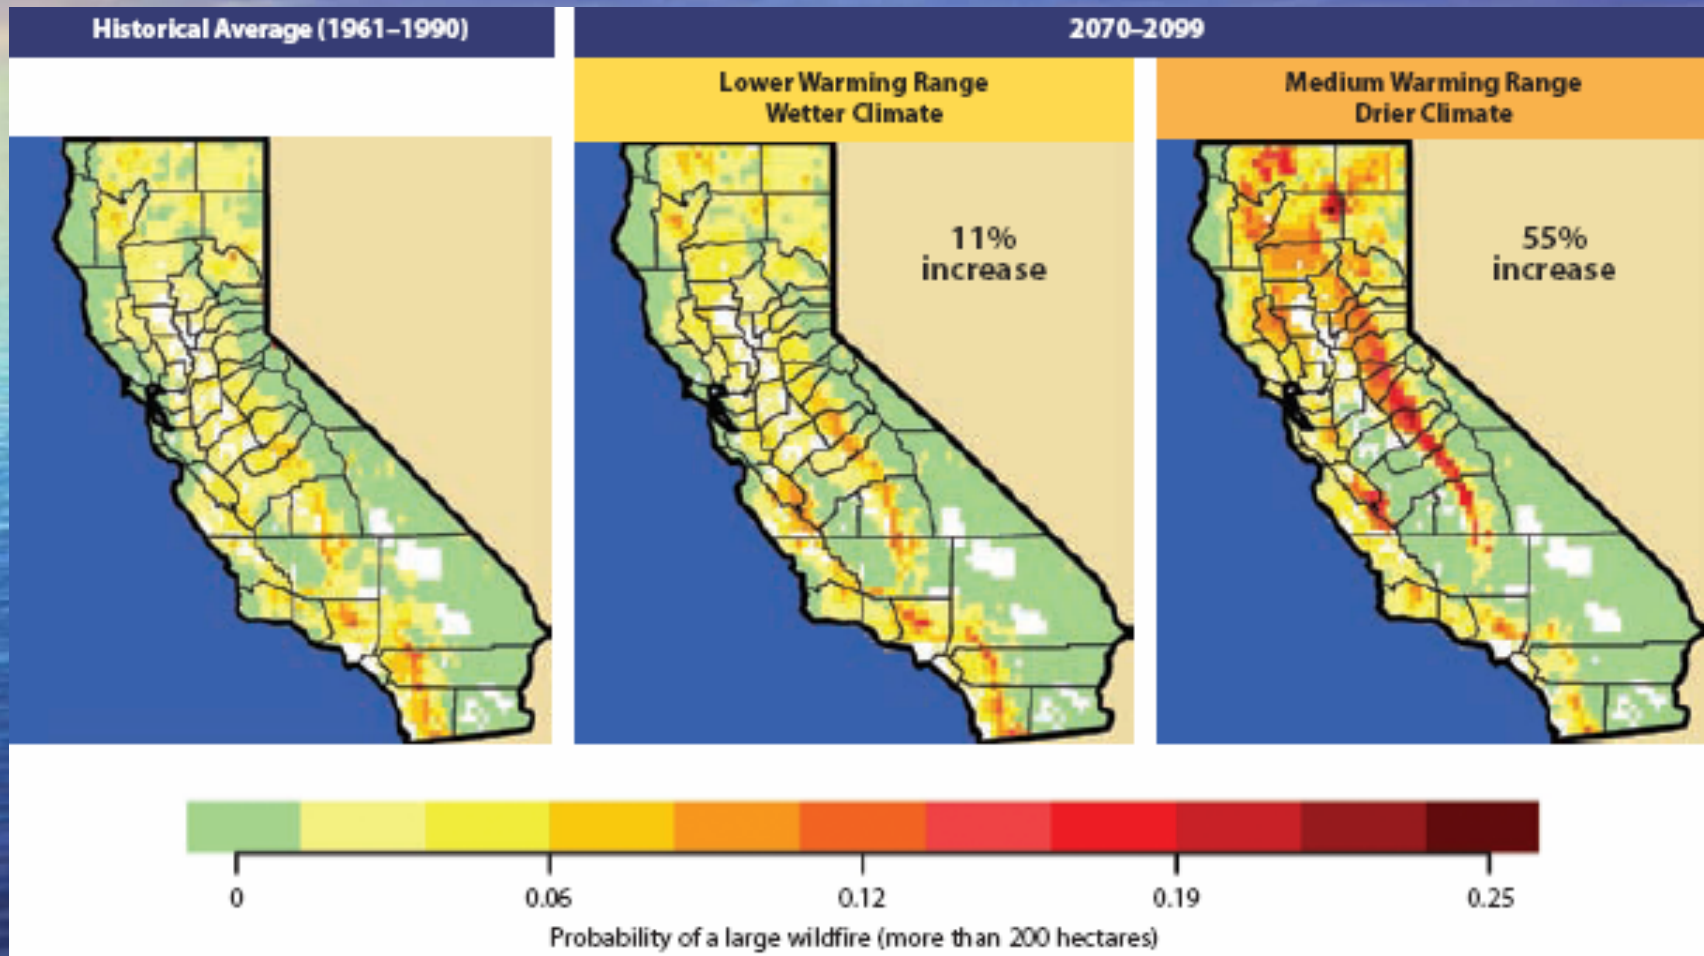 Historical Average (1961–1990)
2070–2099
Lower Warming Range
Wetter Climate
Medium Warming Range
Drier Climate
11%
increase
55%
increase
0
0.06
0.12
0.19
0.25
Probability of a large wildfire (more than 200 hectares)